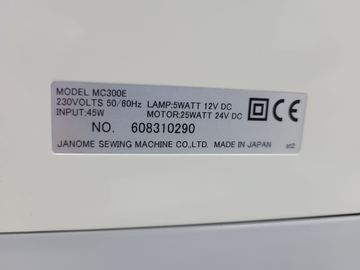 MODEL MC300E
230VOLTS 50/60Hz LAMP:5WATT 12V DC
INPUT:45W MOTOR:25WATT 24V DC
NO. 608310290
JANOME SEWING MACHINE CO.,LTD. MADE IN JAPAN